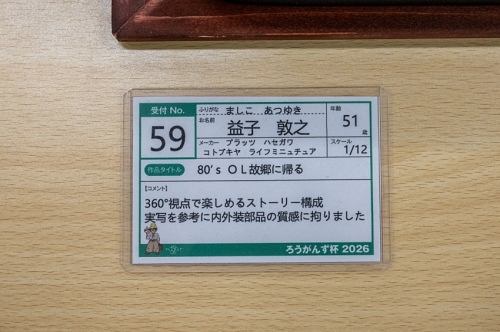 受付 No.
59
ふりがな ましこ あつゆき
お名前 益子 敦之
年齢 51 歳
メーカー プラッツ ハセガワ
コトブキヤ ライフミニュチュア
スケール 1/12
作品タイトル 80's OL故郷に帰る
【コメント】
360°視点で楽しめるストーリー構成
実写を参考に内外装部品の質感に拘りました
ろうがんず杯 2026